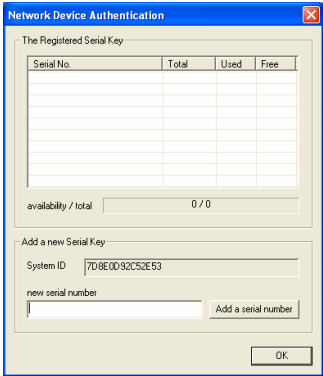 Network Device Authentication
The Registered Serial Key
Serial No. Total Used Free
availability / total 0 / 0
Add a new Serial Key
System ID 7D8E0D92C52E53
new serial number
Add a serial number
OK